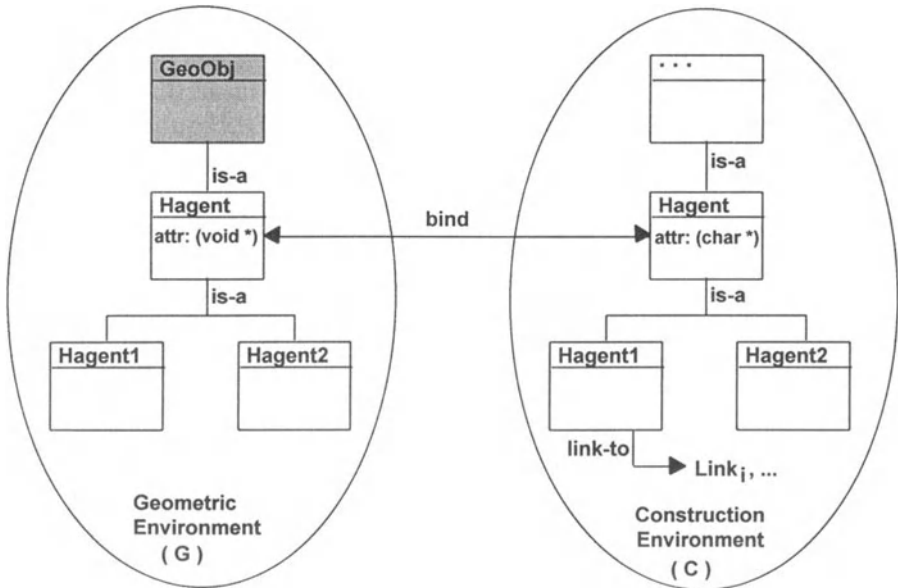 GeoObj
is-a
Hagent
attr: (void *)
is-a
Hagent1
Hagent2
Geometric
Environment
( G )
bind
• • •
is-a
Hagent
attr: (char *)
is-a
Hagent1
Hagent2
link-to
Linki, ...
Construction
Environment
( C )